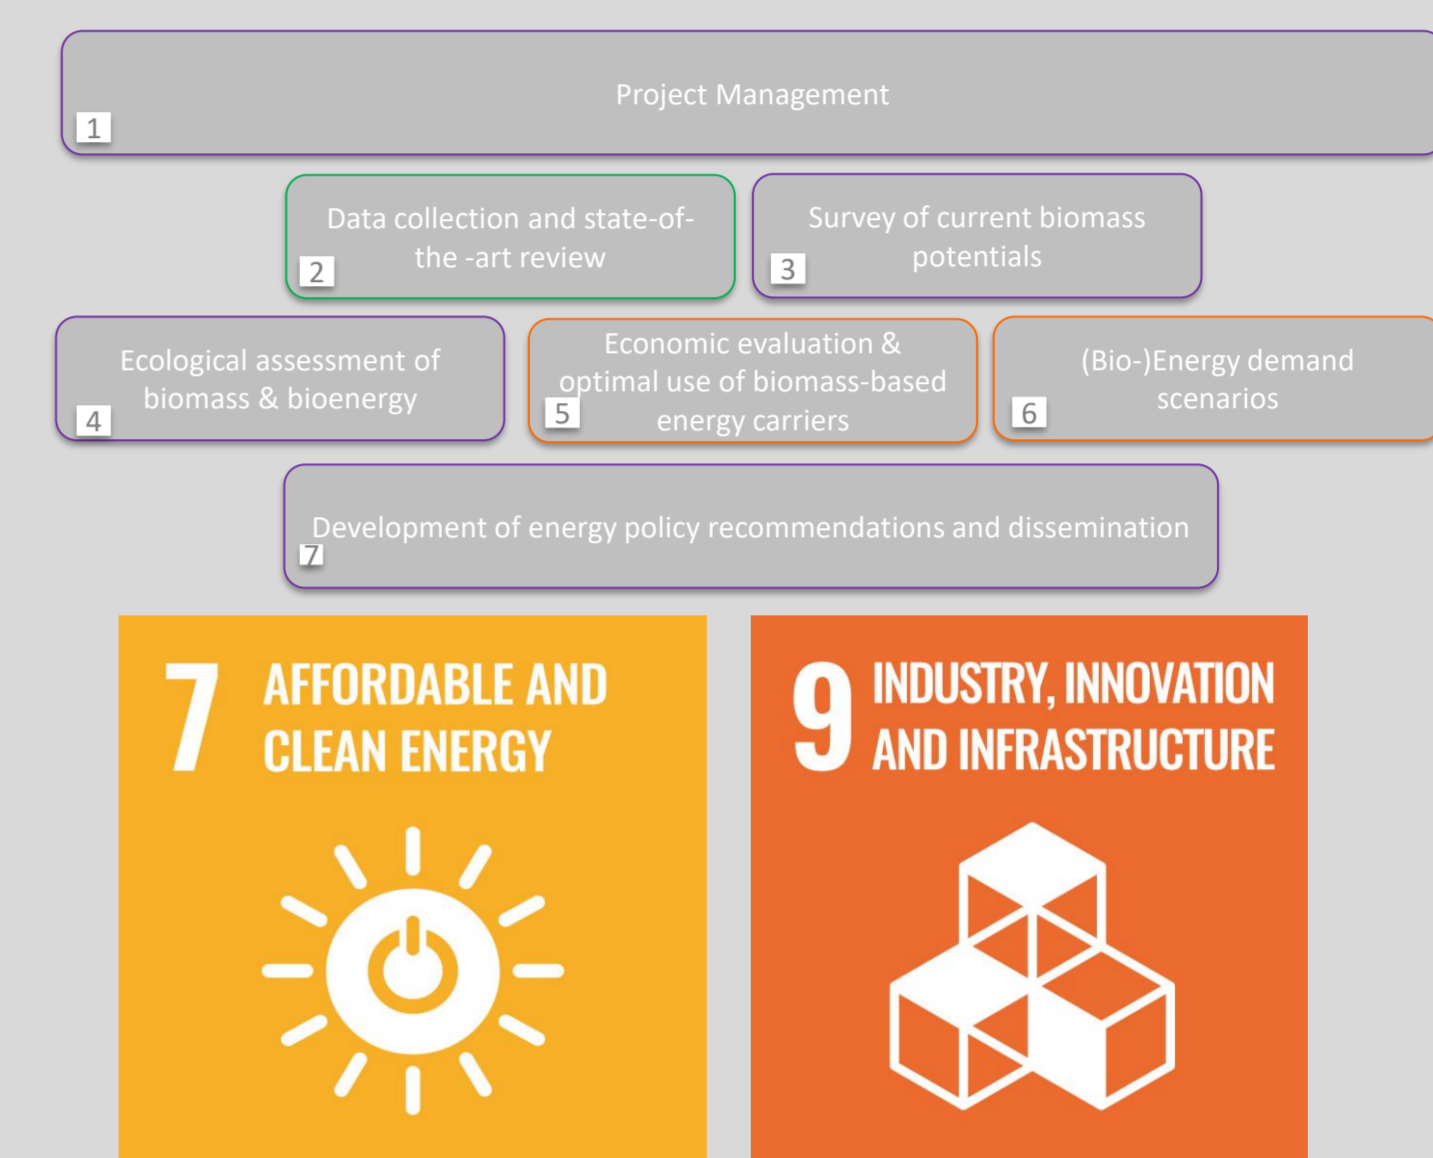 Project Management
1
Data collection and state-of-
the -art review
2
Survey of current biomass
potentials
3
Ecological assessment of
biomass & bioenergy
4
Economic evaluation &
optimal use of biomass-based
energy carriers
5
(Bio-)Energy demand
scenarios
6
Development of energy policy recommendations and dissemination
7
7 AFFORDABLE AND
CLEAN ENERGY
9 INDUSTRY, INNOVATION
AND INFRASTRUCTURE